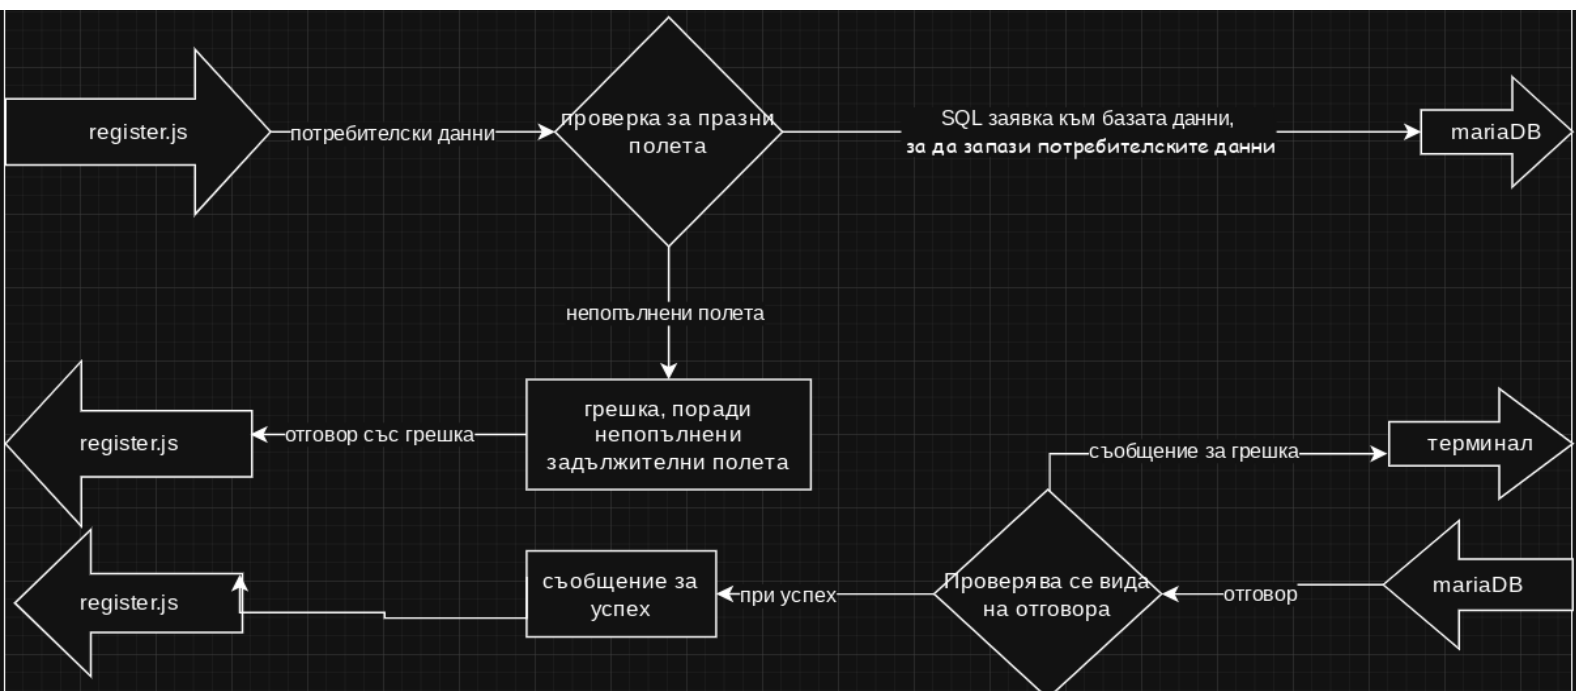 register.js
потребителски данни
проверка за празни
полета
SQL заявка към базата данни,
за да запази потребителските данни
mariaDB
непопълнени полета
register.js
отговор със грешка
грешка, поради
непопълнени
задължителни полета
съобщение за грешка
терминал
register.js
съобщение за
успех
при успех
Проверява се вида
на отговора
отговор
mariaDB